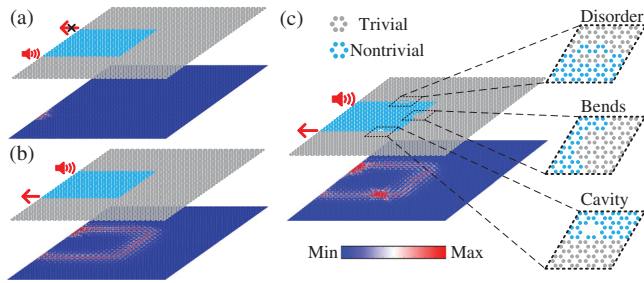 (a)
(b)
(c)
Trivial
Nontrivial
Disorder
Bends
Cavity
Min
Max